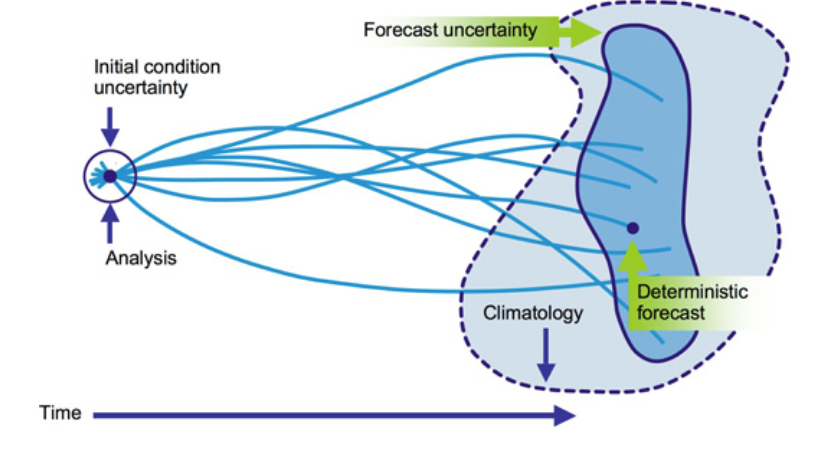 Forecast uncertainty
Initial condition
uncertainty
Analysis
Deterministic
forecast
Climatology
Time